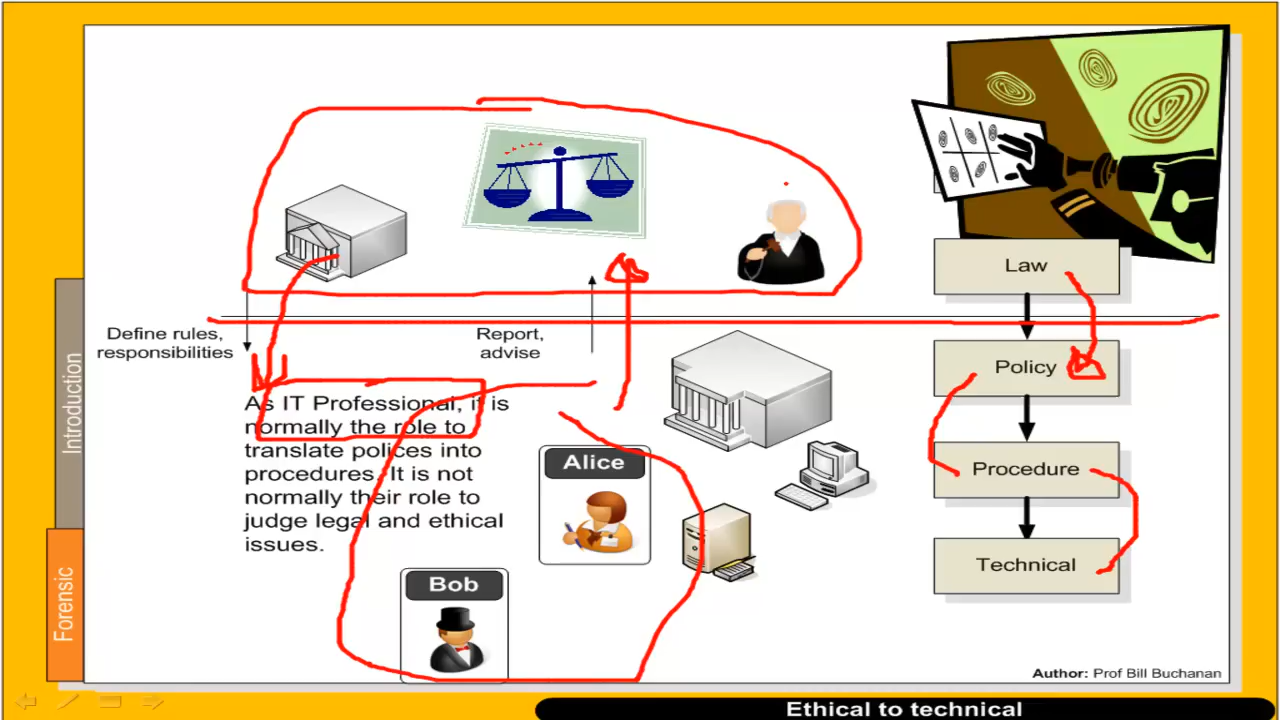 Law
Define rules,
responsibilities
Report,
advise
Policy
As IT Professional, it is
normally the role to
translate polices into
procedures. It is not
normally their role to
judge legal and ethical
issues.
Alice
Bob
Procedure
Technical
Introduction
Forensic
Author: Prof Bill Buchanan
Ethical to technical